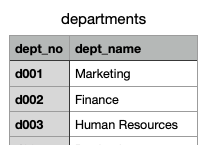 departments
dept_no dept_name
d001 Marketing
d002 Finance
d003 Human Resources